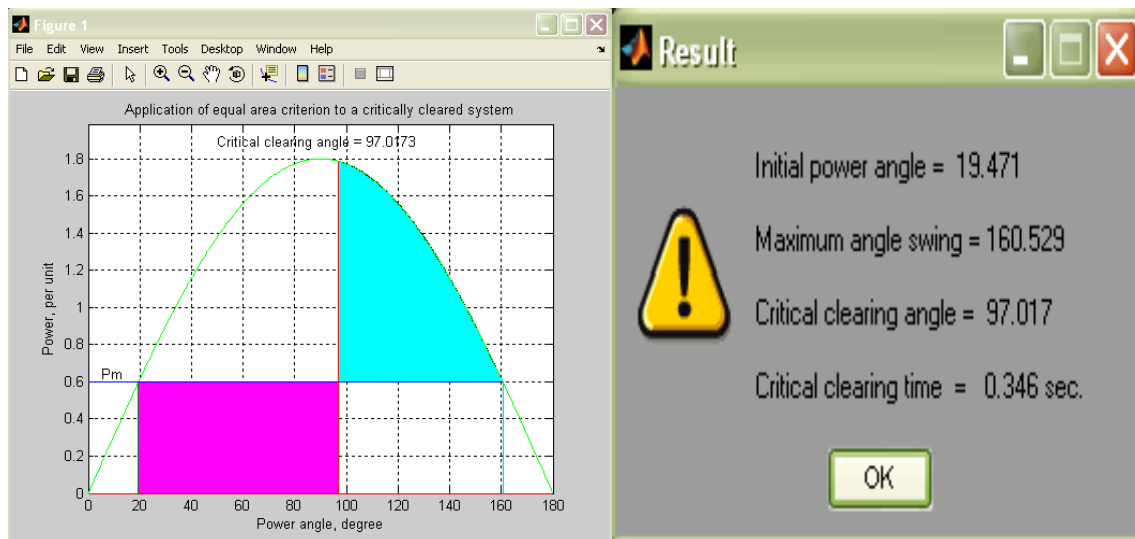 Figure 1
File Edit View Insert Tools Desktop Window Help
Application of equal area criterion to a critically cleared system
Critical clearing angle = 97.0173
Power, per unit
1.8
1.6
1.4
1.2
1
0.8
0.6
0.4
0.2
0
Pm
0 20 40 60 80 100 120 140 160 180
Power angle, degree
Result
Initial power angle = 19.471
Maximum angle swing = 160.529
Critical clearing angle = 97.017
Critical clearing time = 0.346 sec.
OK